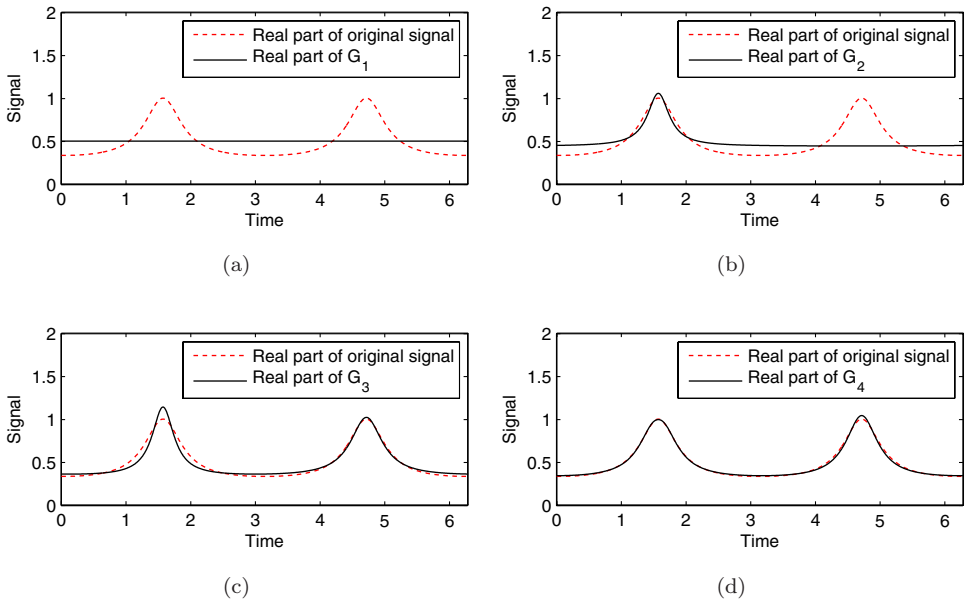 2
1.5
1
0.5
0
Signal
Real part of original signal
Real part of G_1
0 1 2 3 4 5 6
Time
(a)
2
1.5
1
0.5
0
Signal
Real part of original signal
Real part of G_2
0 1 2 3 4 5 6
Time
(b)
2
1.5
1
0.5
0
Signal
Real part of original signal
Real part of G_3
0 1 2 3 4 5 6
Time
(c)
2
1.5
1
0.5
0
Signal
Real part of original signal
Real part of G_4
0 1 2 3 4 5 6
Time
(d)